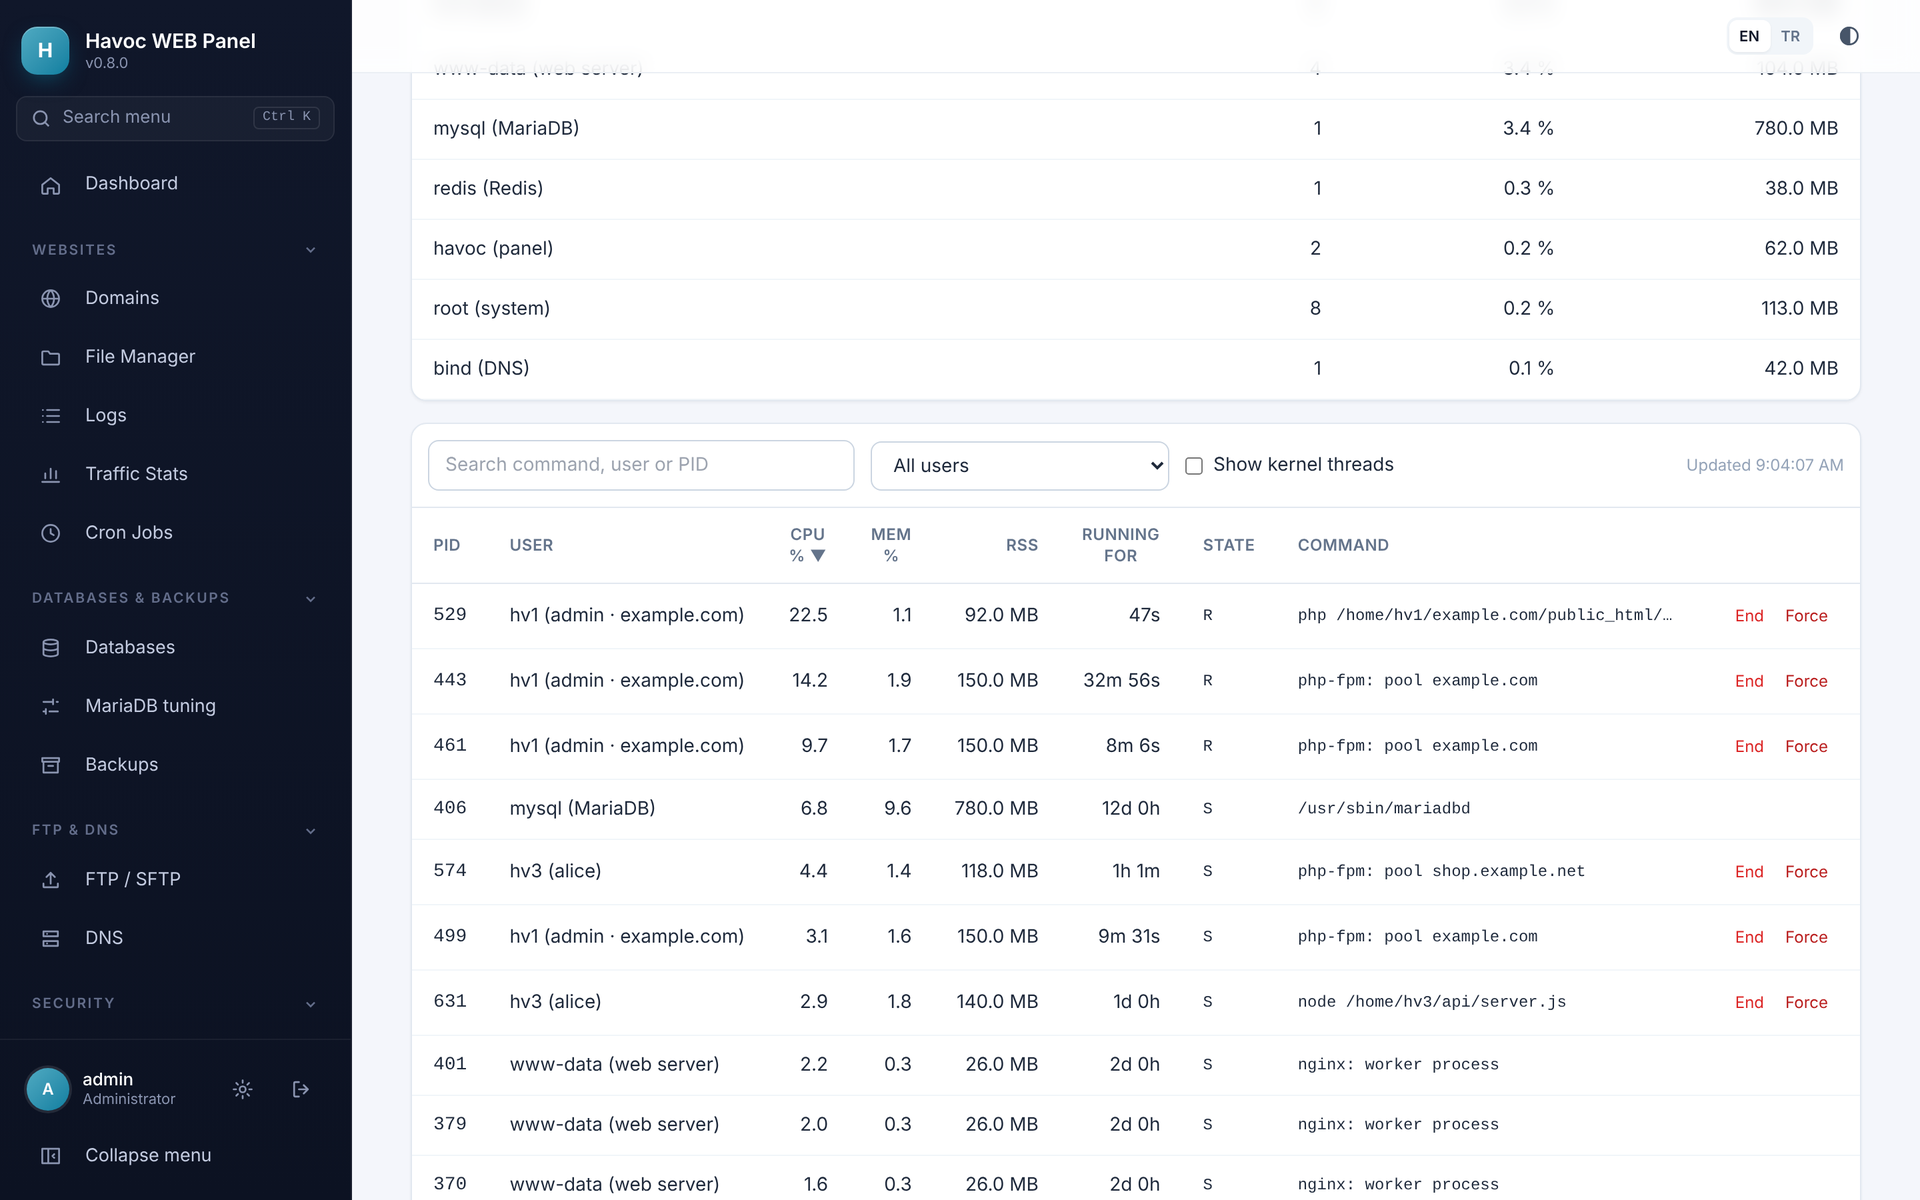 H
Havoc WEB Panel
v0.8.0
Search menu
Ctrl K
Dashboard
WEBSITES
Domains
File Manager
Logs
Traffic Stats
Cron Jobs
DATABASES & BACKUPS
Databases
MariaDB tuning
Backups
FTP & DNS
FTP / SFTP
DNS
SECURITY
A
admin
Administrator
Collapse menu
EN TR
www-data (web server) 4 3.4 % 104.0 MB
mysql (MariaDB) 1 3.4 % 780.0 MB
redis (Redis) 1 0.3 % 38.0 MB
havoc (panel) 2 0.2 % 62.0 MB
root (system) 8 0.2 % 113.0 MB
bind (DNS) 1 0.1 % 42.0 MB
Search command, user or PID
All users
Show kernel threads
Updated 9:04:07 AM
PID USER CPU % ▼ MEM % RSS RUNNING FOR STATE COMMAND
529 hv1 (admin · example.com) 22.5 1.1 92.0 MB 47s R php /home/hv1/example.com/public_html/… End Force
443 hv1 (admin · example.com) 14.2 1.9 150.0 MB 32m 56s R php-fpm: pool example.com End Force
461 hv1 (admin · example.com) 9.7 1.7 150.0 MB 8m 6s R php-fpm: pool example.com End Force
406 mysql (MariaDB) 6.8 9.6 780.0 MB 12d 0h S /usr/sbin/mariadbd
574 hv3 (alice) 4.4 1.4 118.0 MB 1h 1m S php-fpm: pool shop.example.net End Force
499 hv1 (admin · example.com) 3.1 1.6 150.0 MB 9m 31s S php-fpm: pool example.com End Force
631 hv3 (alice) 2.9 1.8 140.0 MB 1d 0h S node /home/hv3/api/server.js End Force
401 www-data (web server) 2.2 0.3 26.0 MB 2d 0h S nginx: worker process
379 www-data (web server) 2.0 0.3 26.0 MB 2d 0h S nginx: worker process
370 www-data (web server) 1.6 0.3 26.0 MB 2d 0h S nginx: worker process